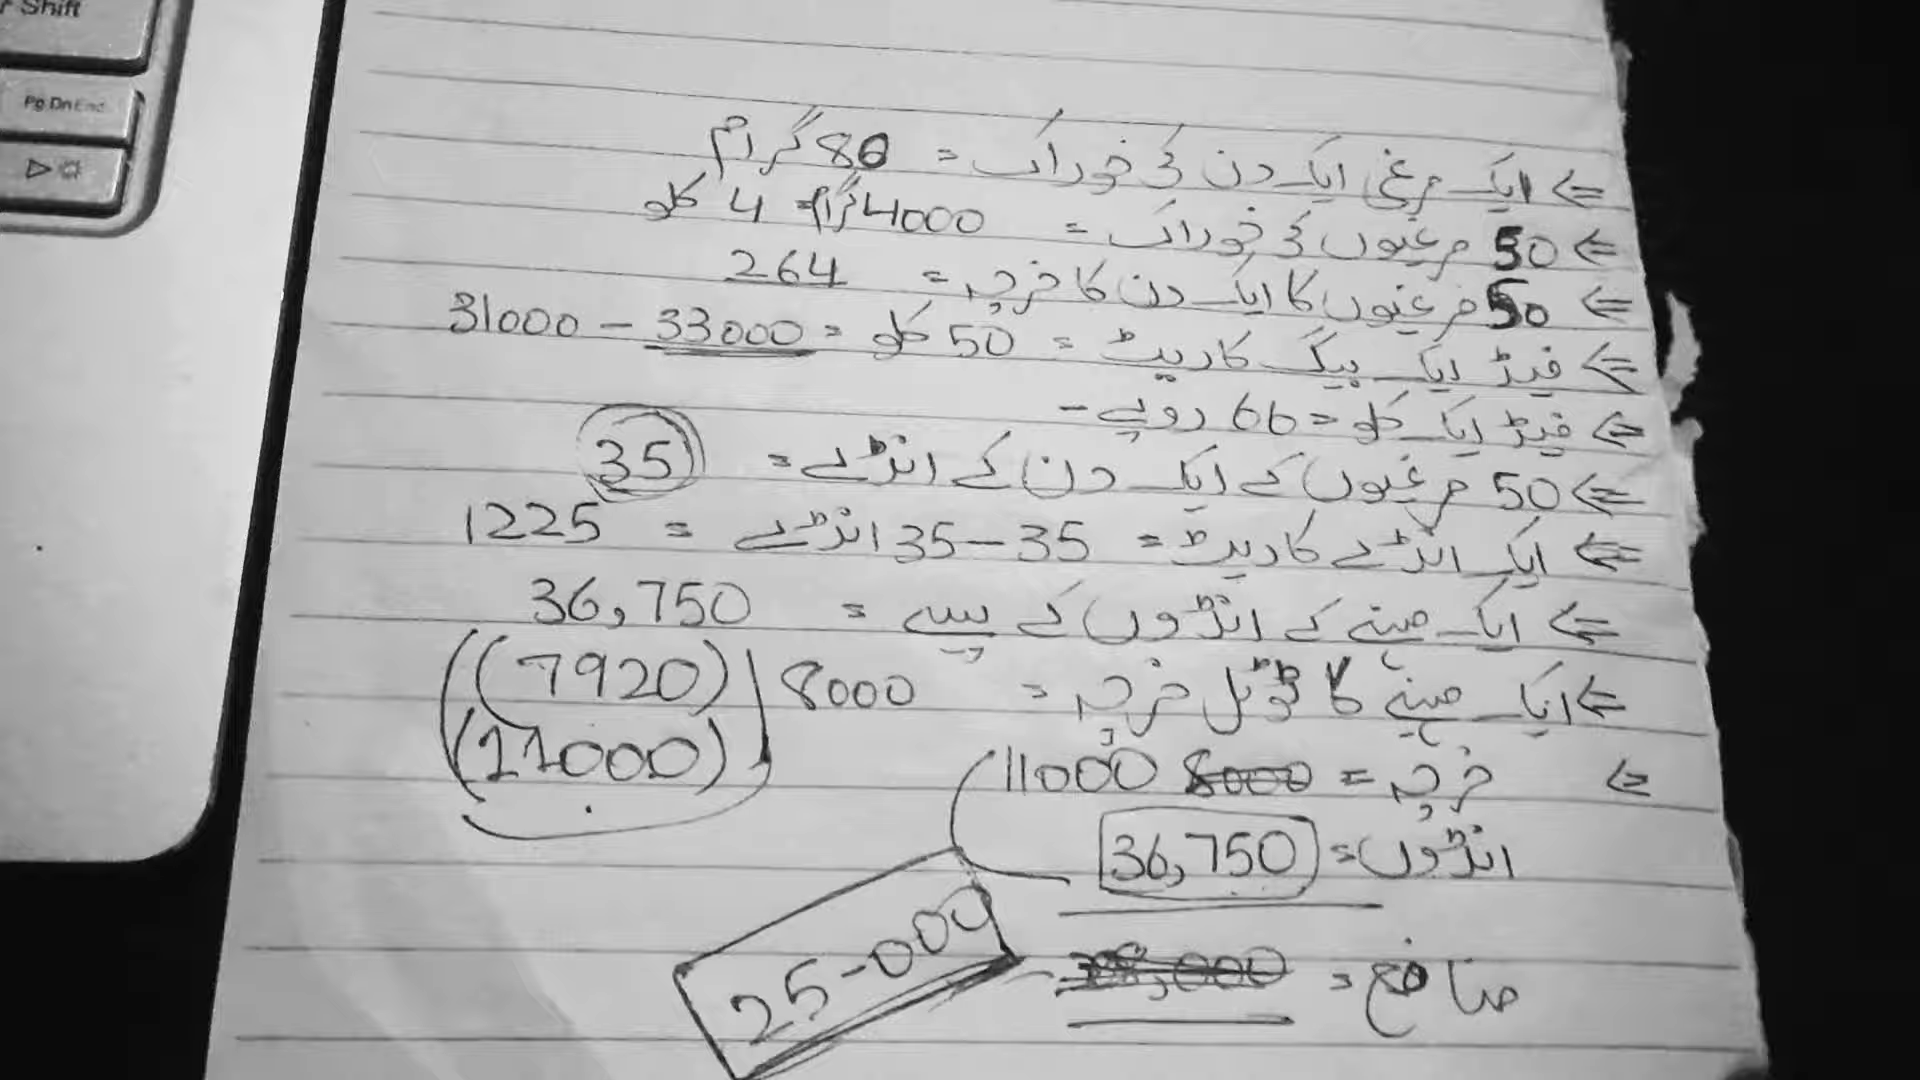 r Shift
Pg Dn End
⇐ ایک مرغی ایک دن کی خوراک = 80 گرام
⇐ 50 مرغیوں کی خوراک = 4000 گرام = 4 کلو
⇐ 50 مرغیوں کا ایک دن کا خرچہ = 264
⇐ فیڈ ایک بیگ کا ریٹ = 50 کلو = 33000 – 31000
⇐ فیڈ ایک کلو = 66 روپے -
⇐ 50 مرغیوں کے ایک دن کے انڈے = 35
⇐ ایک انڈے کا ریٹ = 35 – 35 انڈے = 1225
⇐ ایک مہینے کے انڈوں کے پیسے = 36,750
⇐ ایک مہینے کا ٹوٹل خرچہ = 8000 (7920)
(11000)
⇐ خرچہ = 8000 11000
انڈوں = 36,750
منافع =
25-000